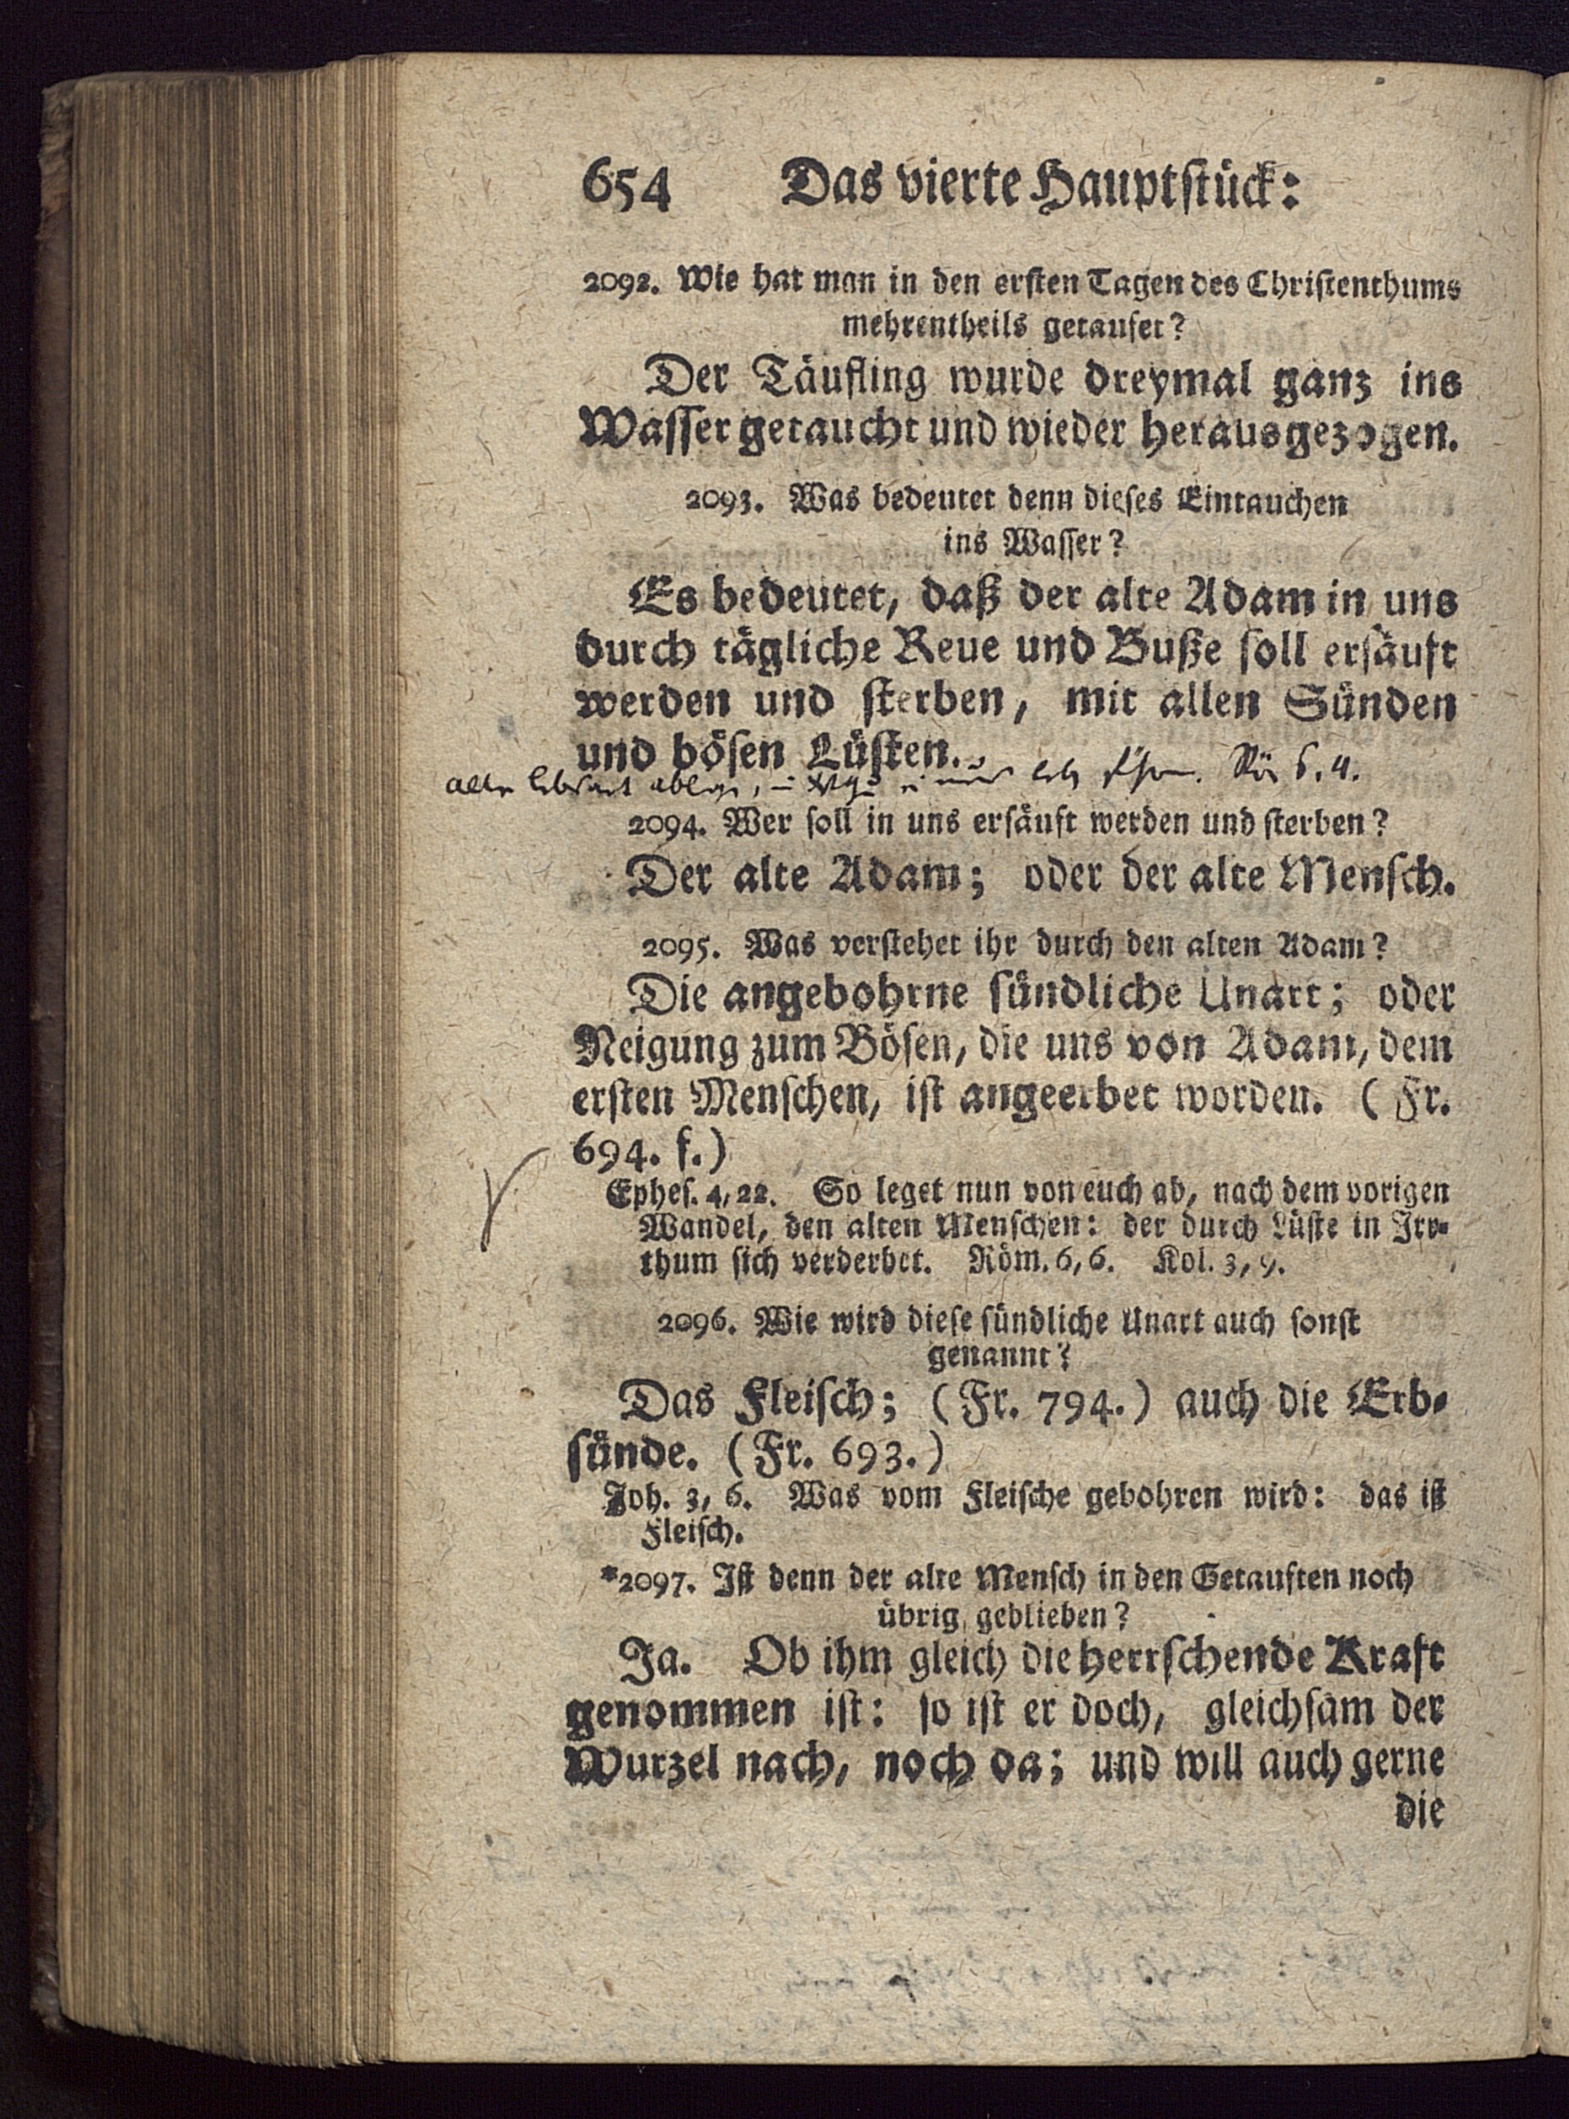 654 Das vierte Hauptstück:
2092. Wie hat man in den ersten Tagen des Christenthums
mehrentheils getaufet?
Der Täufling wurde dreymal ganz ins
Wasser getaucht und wieder herausgezogen.
2093. Was bedeutet denn dieses Eintauchen
ins Wasser?
Es bedeutet, daß der alte Adam in uns
durch tägliche Reue und Buße soll ersäuft
werden und sterben, mit allen Sünden
und bösen Lüsten.
6. 4.
2094. Wer soll in uns ersäuft werden und sterben?
Der alte Adam; oder der alte Mensch.
2095. Was verstehet ihr durch den alten Adam?
Die angebohrne sündliche Unart; oder
Neigung zum Bösen, die uns von Adam, dem
ersten Menschen, ist angeerbet worden. (Fr.
694. f.)
Ephes. 4, 22. So leget nun von euch ab, nach dem vorigen
Wandel, den alten Menschen: der durch Lüste in Irr-
thum sich verderbet. Röm. 6, 6. Kol. 3, 9.
2096. Wie wird diese sündliche Unart auch sonst
genannt?
Das Fleisch; (Fr. 794.) auch die Erb-
sünde. (Fr. 693.)
Joh. 3, 6. Was vom Fleische gebohren wird: das ist
Fleisch.
*2097. Ist denn der alte Mensch in den Getauften noch
übrig geblieben?
Ja. Ob ihm gleich die herrschende Kraft
genommen ist: so ist er doch, gleichsam der
Wurzel nach, noch da; und will auch gerne
die